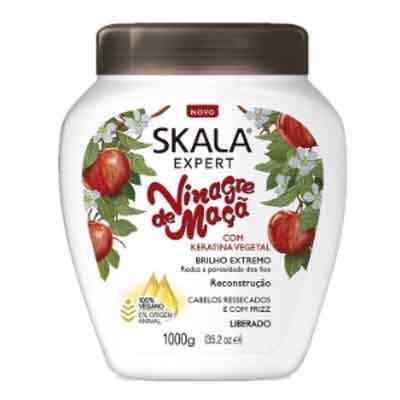 NOVO
SKALA®
EXPERT
Vinagre
de Maçã
COM
KERATINA VEGETAL
BRILHO EXTREMO
Reduz a porosidade dos fios
Reconstrução
CABELOS RESSECADOS
E COM FRIZZ
LIBERADO
100%
VEGANO
0% ORIGEM
ANIMAL
1000g (35.2 oz ℮)